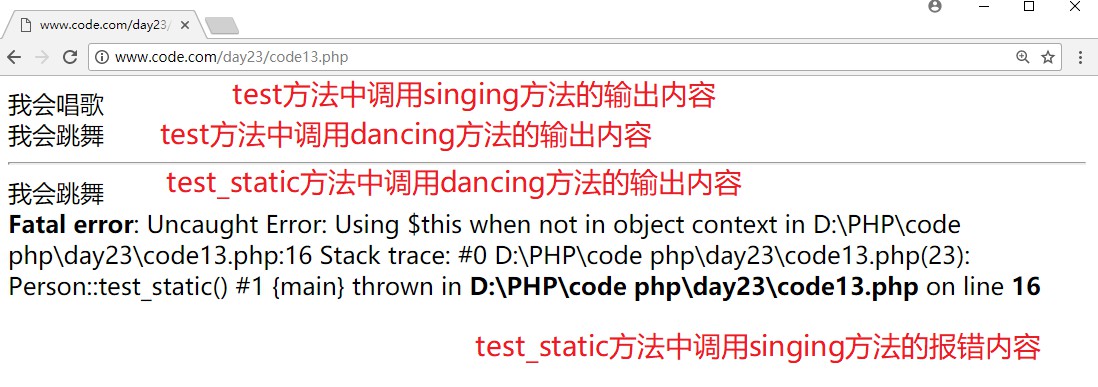 www.code.com/day23/
www.code.com/day23/code13.php
我会唱歌 test方法中调用singing方法的输出内容
我会跳舞 test方法中调用dancing方法的输出内容
我会跳舞 test_static方法中调用dancing方法的输出内容
Fatal error: Uncaught Error: Using $this when not in object context in D:\PHP\code
php\day23\code13.php:16 Stack trace: #0 D:\PHP\code php\day23\code13.php(23):
Person::test_static() #1 {main} thrown in D:\PHP\code php\day23\code13.php on line 16
test_static方法中调用singing方法的报错内容